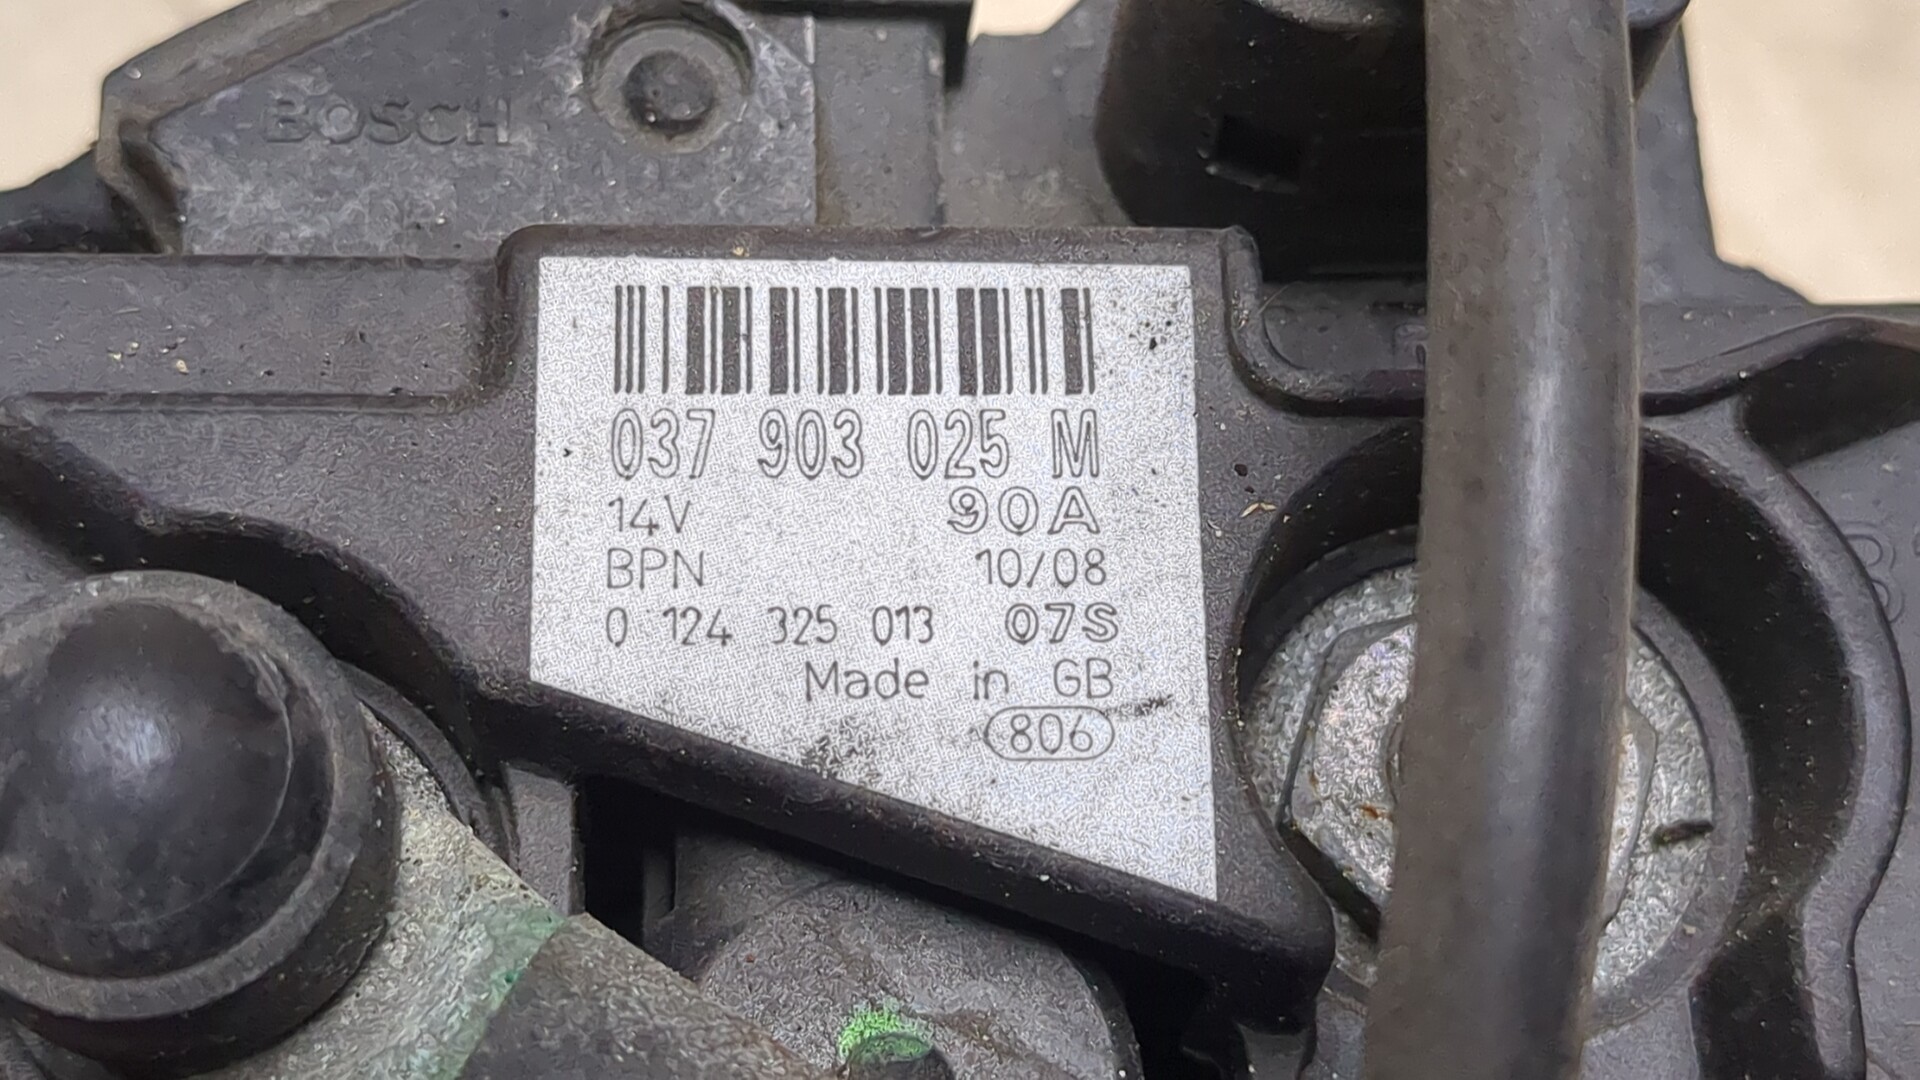 BOSCH
037 903 025 M
14V 90A
BPN 10/08
0 124 325 013 07S
Made in GB
806